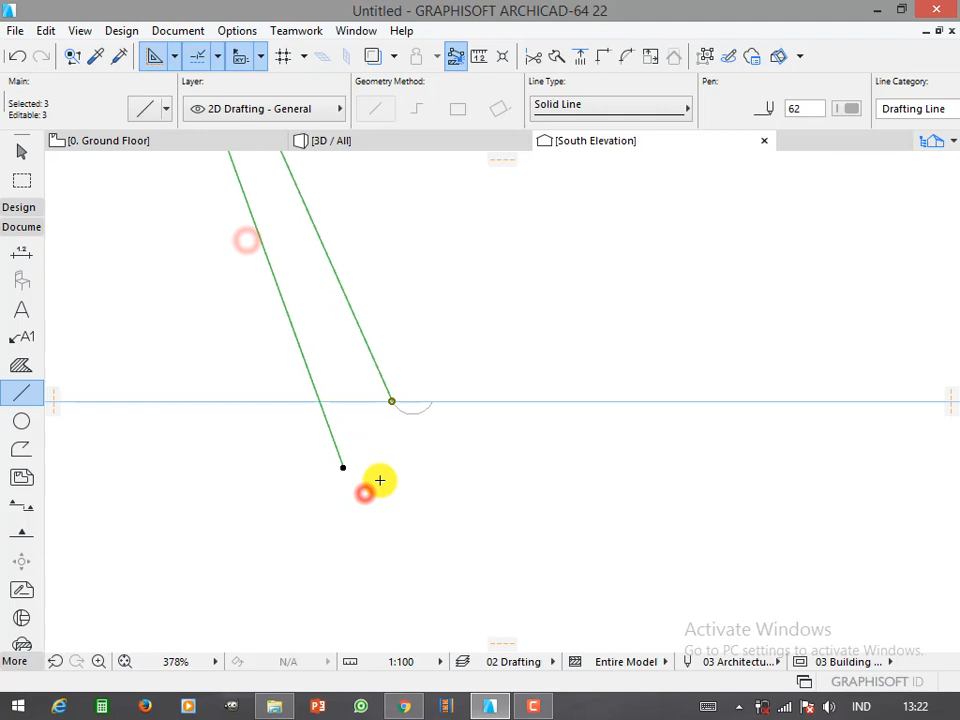 Untitled - GRAPHISOFT ARCHICAD-64 22
File Edit View Design Document Options Teamwork Window Help
Main: Layer: Geometry Method: Line Type: Pen: Line Category:
Selected: 3
Editable: 3
2D Drafting - General
Solid Line
62
Drafting Line
[0. Ground Floor] [3D / All] [South Elevation]
Design
Docume
1.2
A
A1
More
378% N/A 1:100 02 Drafting Entire Model 03 Architectu... 03 Building ...
Activate Windows
Go to PC settings to activate Windows.
GRAPHISOFT ID
IND 13:22